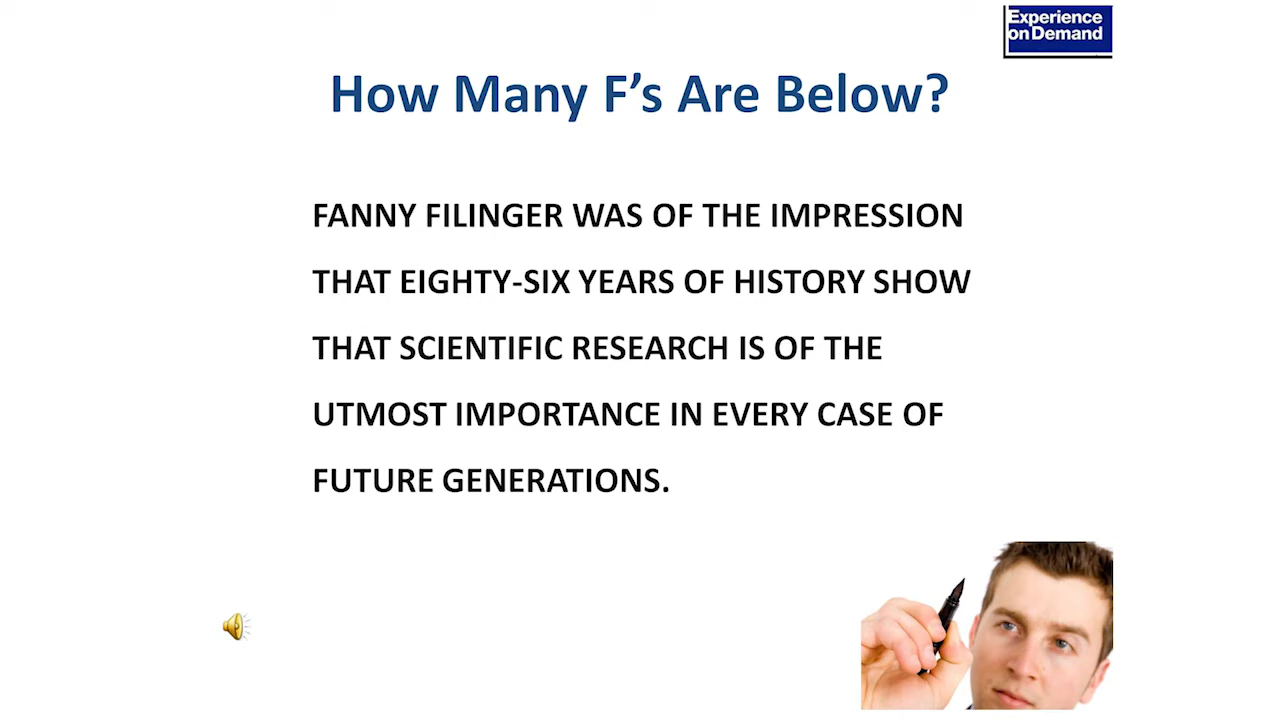 Experience
on Demand
How Many F’s Are Below?
FANNY FILINGER WAS OF THE IMPRESSION
THAT EIGHTY-SIX YEARS OF HISTORY SHOW
THAT SCIENTIFIC RESEARCH IS OF THE
UTMOST IMPORTANCE IN EVERY CASE OF
FUTURE GENERATIONS.